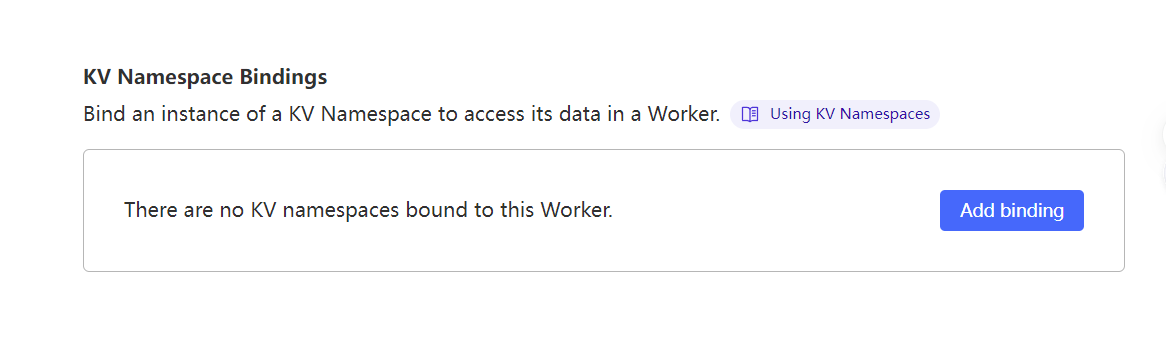 KV Namespace Bindings
Bind an instance of a KV Namespace to access its data in a Worker. Using KV Namespaces
There are no KV namespaces bound to this Worker. Add binding